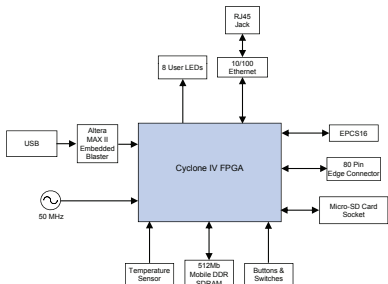 RJ45
Jack
8 User LEDs
10/100
Ethernet
USB
Altera
MAX II
Embedded
Blaster
Cyclone IV FPGA
EPCS16
80 Pin
Edge Connector
Micro-SD Card
Socket
50 MHz
Temperature
Sensor
512Mb
Mobile DDR
SDRAM
Buttons &
Switches